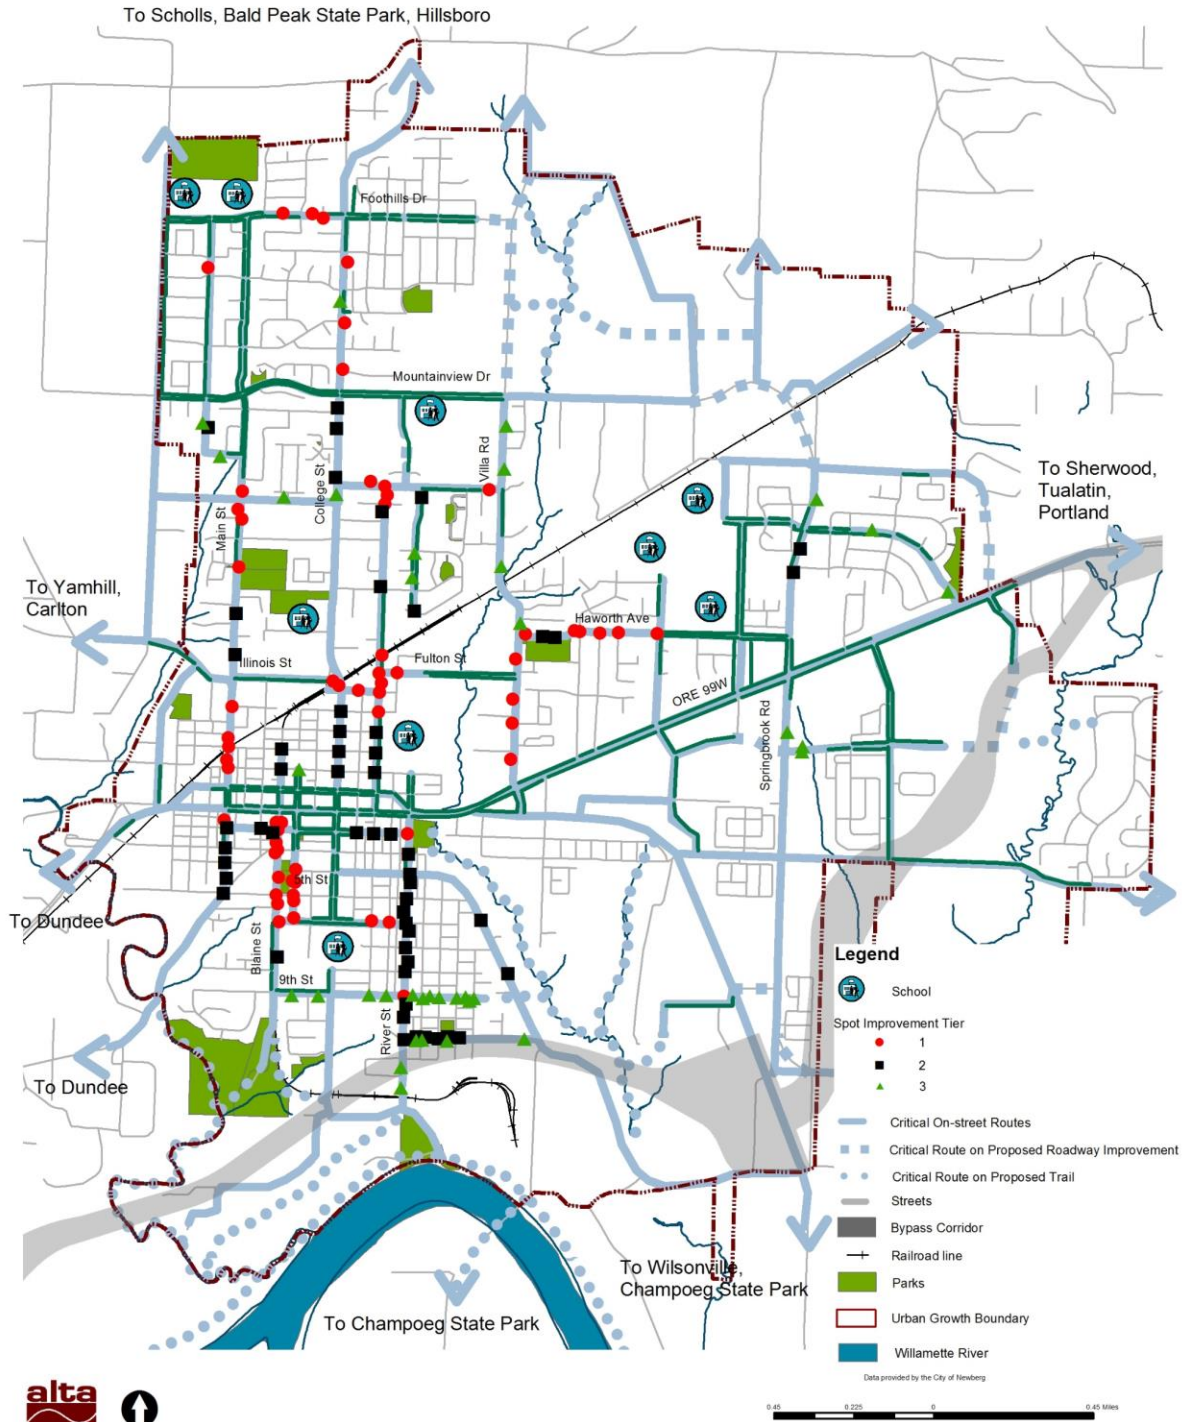 To Scholls, Bald Peak State Park, Hillsboro
Foothills Dr
Mountainview Dr
College St
Villa Rd
Main St
To Sherwood,
Tualatin,
Portland
To Yamhill,
Carlton
Haworth Ave
Illinois St
Fulton St
ORE 99W
Springbrook Rd
5th St
To Dundee
Blaine St
9th St
River St
To Dundee
Legend
School
Spot Improvement Tier
1
2
3
Critical On-street Routes
Critical Route on Proposed Roadway Improvement
Critical Route on Proposed Trail
Streets
Bypass Corridor
Railroad line
Parks
Urban Growth Boundary
Willamette River
Data provided by the City of Newberg
To Wilsonville,
Champoeg State Park
To Champoeg State Park
alta
0.45 0.225 0 0.45 Miles